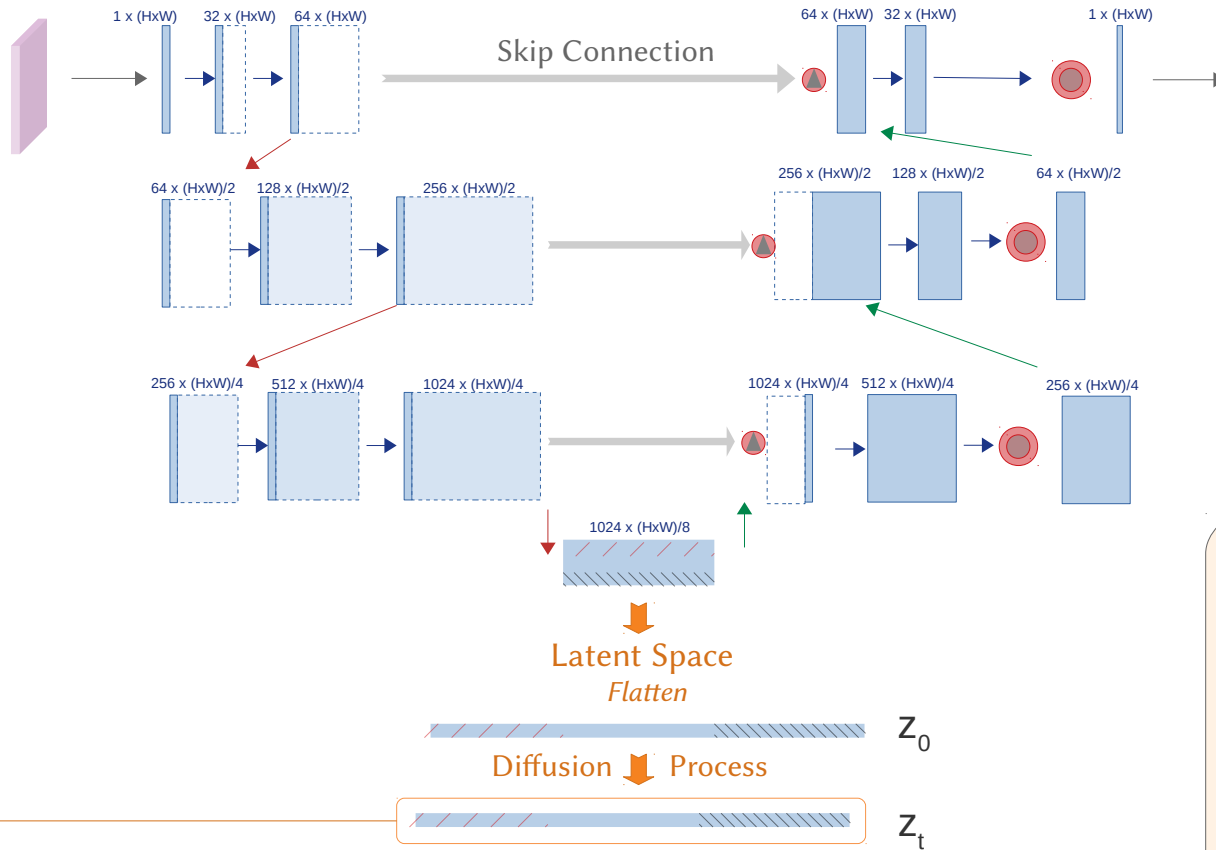 1 x (HxW)
32 x (HxW)
64 x (HxW)
Skip Connection
64 x (HxW)
32 x (HxW)
1 x (HxW)
64 x (HxW)/2
128 x (HxW)/2
256 x (HxW)/2
256 x (HxW)/2
128 x (HxW)/2
64 x (HxW)/2
256 x (HxW)/4
512 x (HxW)/4
1024 x (HxW)/4
1024 x (HxW)/4
512 x (HxW)/4
256 x (HxW)/4
1024 x (HxW)/8
Latent Space
Flatten
z0
Diffusion Process
zt